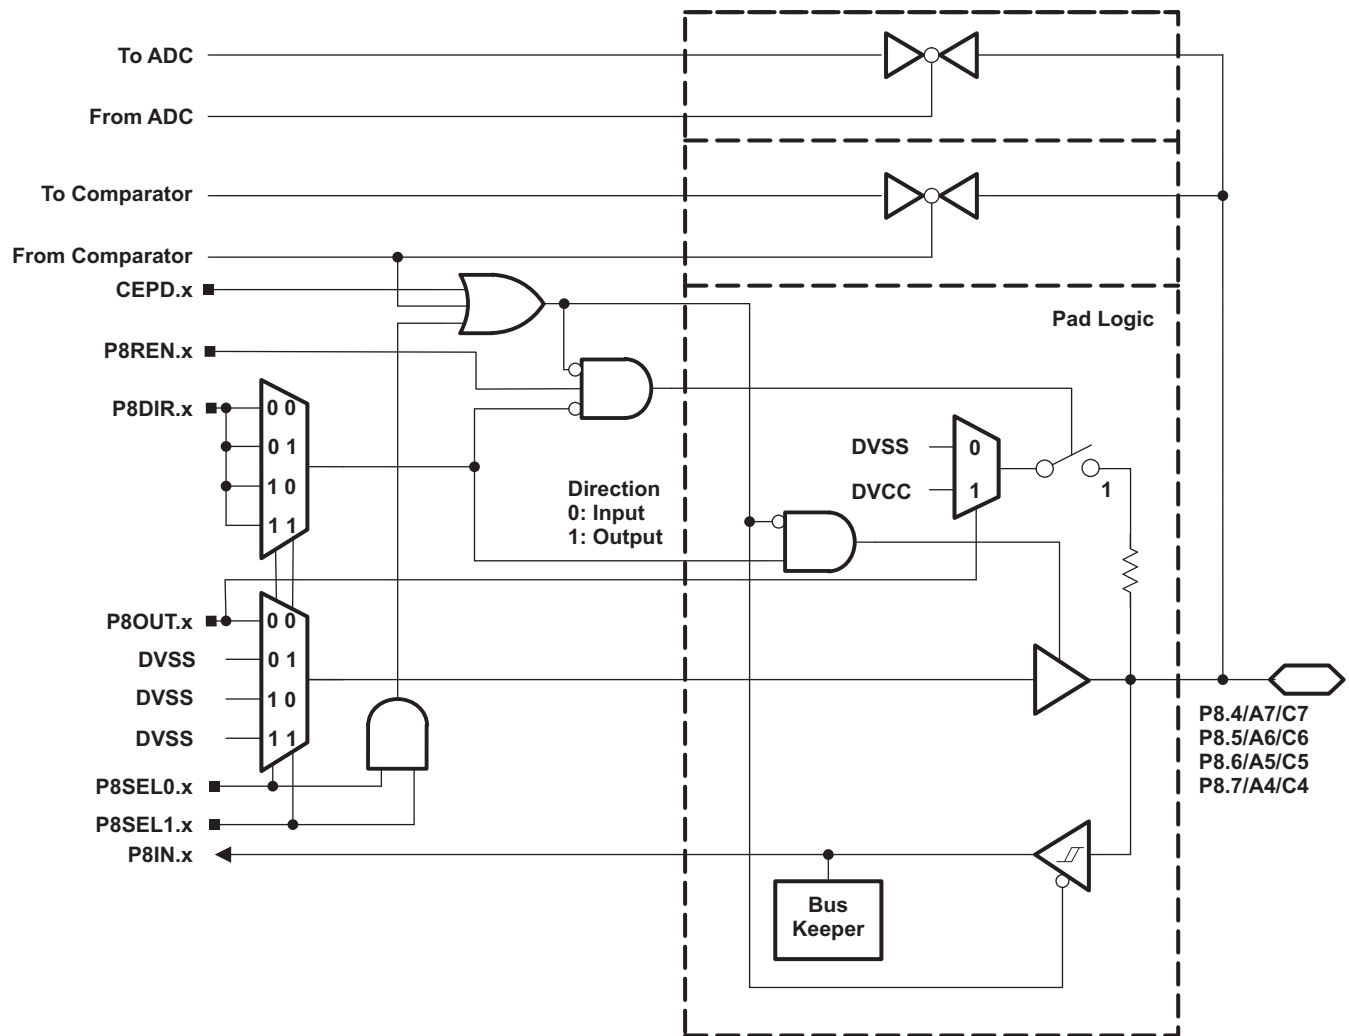 To ADC
From ADC
To Comparator
From Comparator
CEPD.x
Pad Logic
P8REN.x
P8DIR.x
0 0
0 1
1 0
1 1
DVSS
0
DVCC
1
1
Direction
0: Input
1: Output
P8OUT.x
0 0
DVSS
0 1
DVSS
1 0
DVSS
1 1
P8SEL0.x
P8SEL1.x
P8IN.x
P8.4/A7/C7
P8.5/A6/C6
P8.6/A5/C5
P8.7/A4/C4
Bus
Keeper